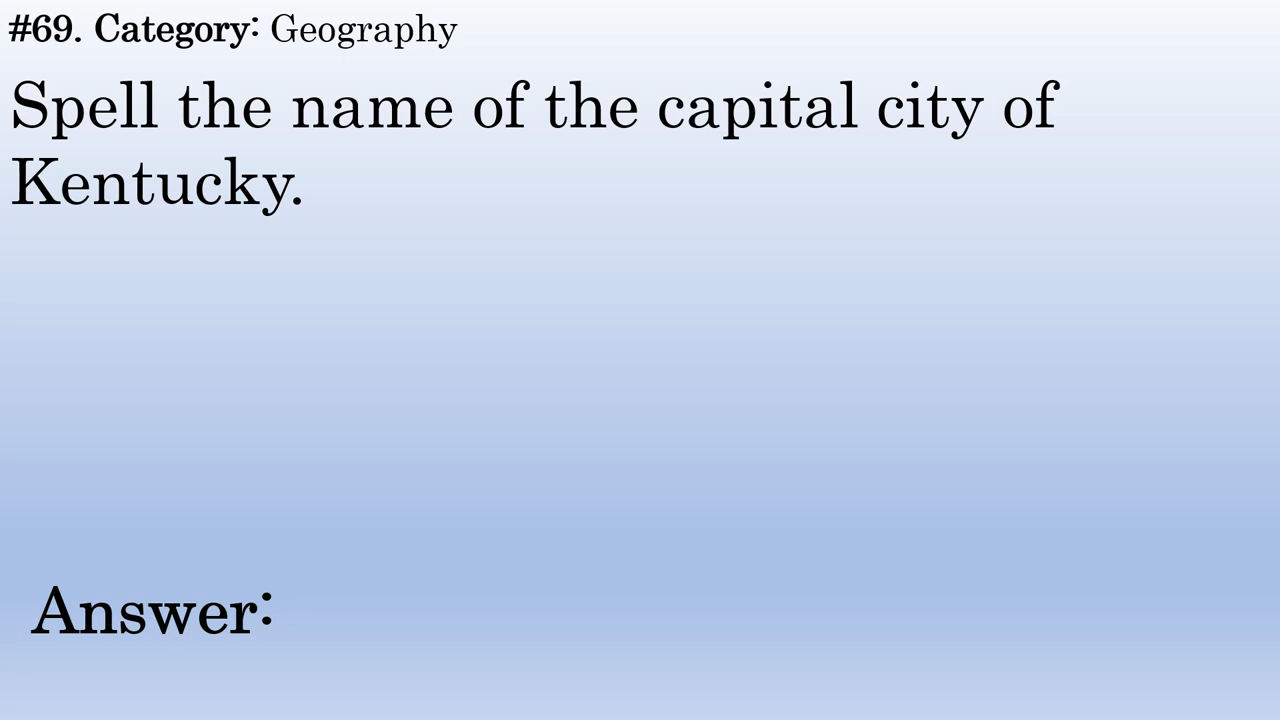 #69. Category: Geography
Spell the name of the capital city of
Kentucky.
Answer: